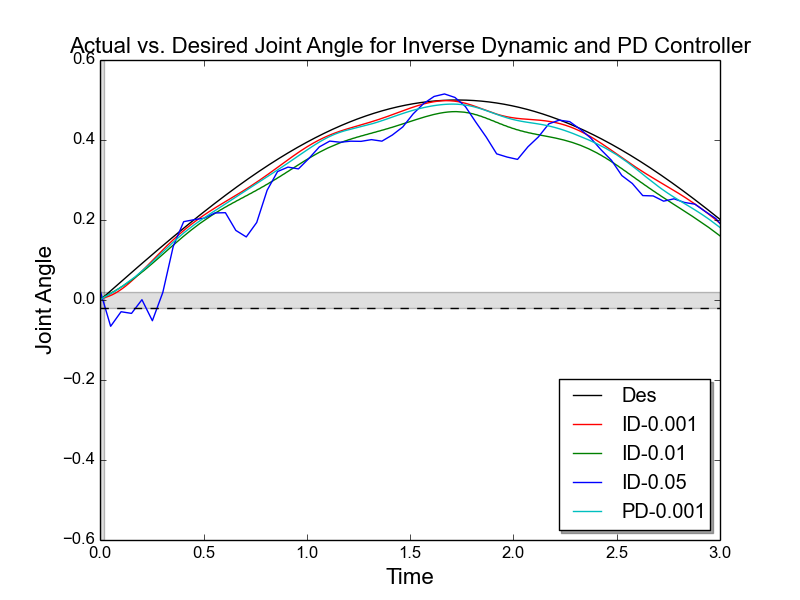 Actual vs. Desired Joint Angle for Inverse Dynamic and PD Controller
0.6
0.4
0.2
0.0
−0.2
−0.4
−0.6
Joint Angle
0.0 0.5 1.0 1.5 2.0 2.5 3.0
Time
Des
ID-0.001
ID-0.01
ID-0.05
PD-0.001